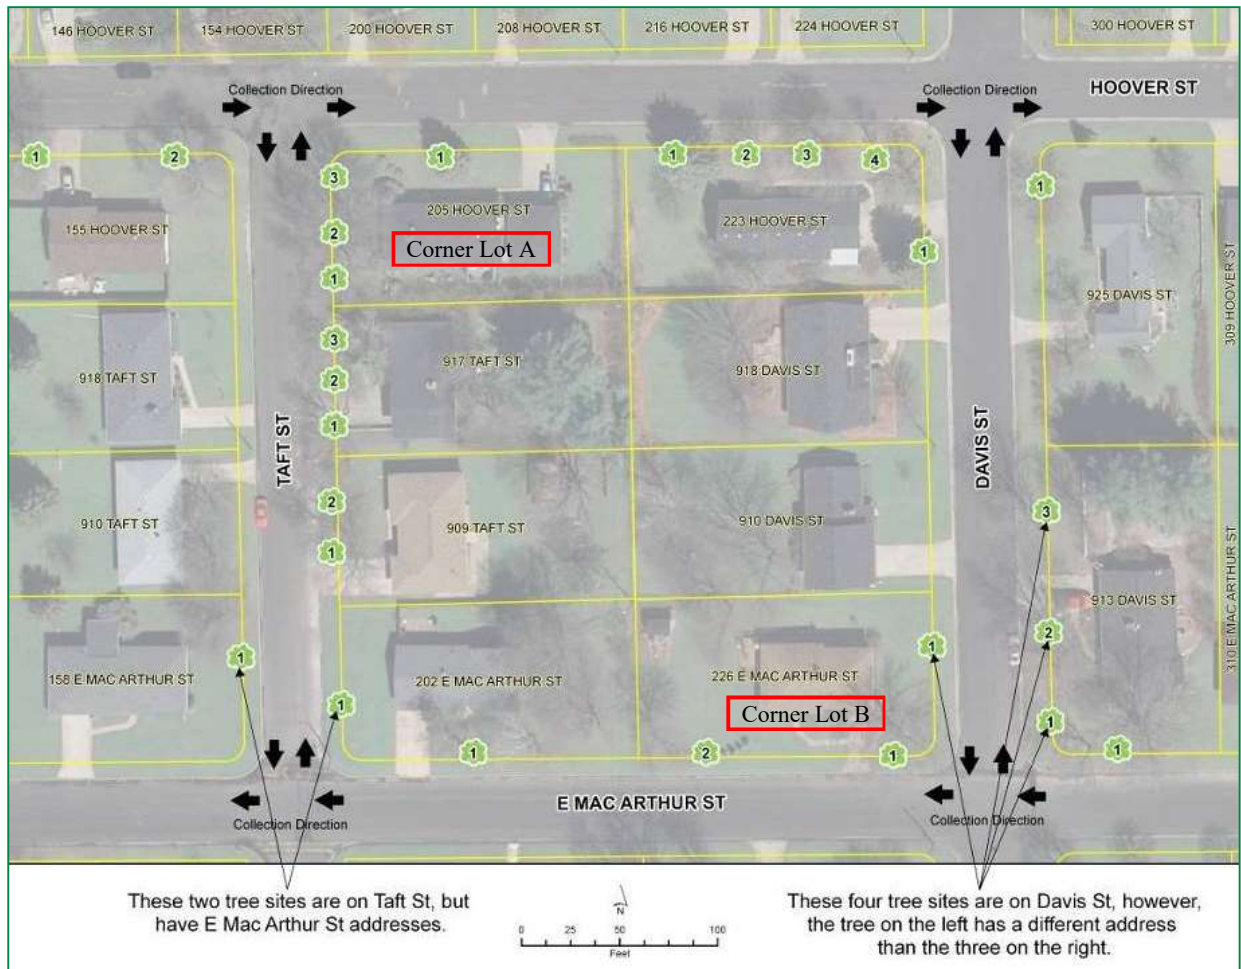 146 HOOVER ST
154 HOOVER ST
200 HOOVER ST
208 HOOVER ST
216 HOOVER ST
224 HOOVER ST
300 HOOVER ST
Collection Direction
Collection Direction
HOOVER ST
1
2
1
1
2
3
4
3
2
1
1
1
155 HOOVER ST
205 HOOVER ST
Corner Lot A
223 HOOVER ST
925 DAVIS ST
309 HOOVER ST
918 TAFT ST
3
2
1
917 TAFT ST
918 DAVIS ST
TAFT ST
DAVIS ST
910 TAFT ST
2
1
909 TAFT ST
910 DAVIS ST
3
2
1
913 DAVIS ST
310 E MAC ARTHUR ST
1
158 E MAC ARTHUR ST
1
202 E MAC ARTHUR ST
226 E MAC ARTHUR ST
1
Corner Lot B
1
2
1
1
E MAC ARTHUR ST
Collection Direction
Collection Direction
These two tree sites are on Taft St, but
have E Mac Arthur St addresses.
N
0 25 50 100
Feet
These four tree sites are on Davis St, however,
the tree on the left has a different address
than the three on the right.